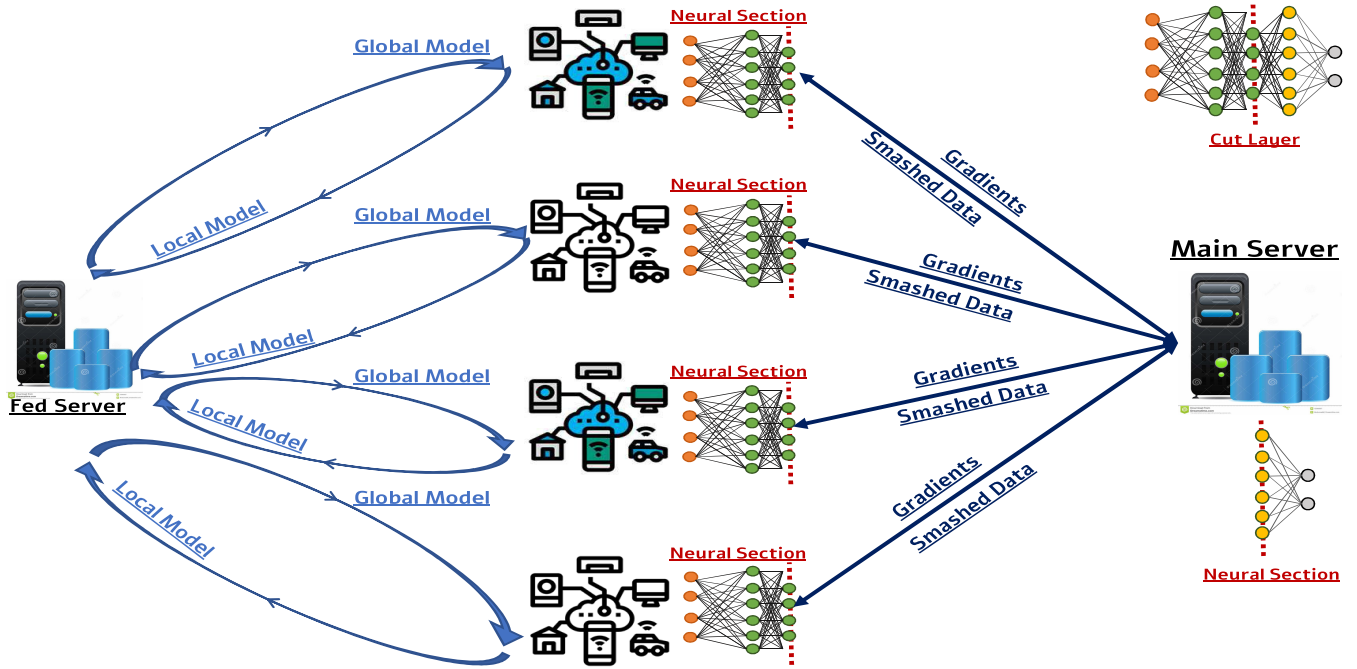 Neural Section
Global Model
Cut Layer
Gradients
Smashed Data
Local Model
Neural Section
Global Model
Main Server
Gradients
Smashed Data
Local Model
Fed Server
Neural Section
Global Model
Gradients
Smashed Data
Local Model
Gradients
Smashed Data
Global Model
Local Model
Neural Section
Neural Section